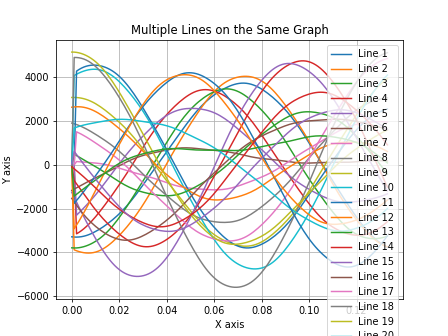 Multiple Lines on the Same Graph
Y axis
4000
2000
0
−2000
−4000
−6000
0.00
0.02
0.04
0.06
0.08
0.10
X axis
Line 1
Line 2
Line 3
Line 4
Line 5
Line 6
Line 7
Line 8
Line 9
Line 10
Line 11
Line 12
Line 13
Line 14
Line 15
Line 16
Line 17
Line 18
Line 19
Line 20